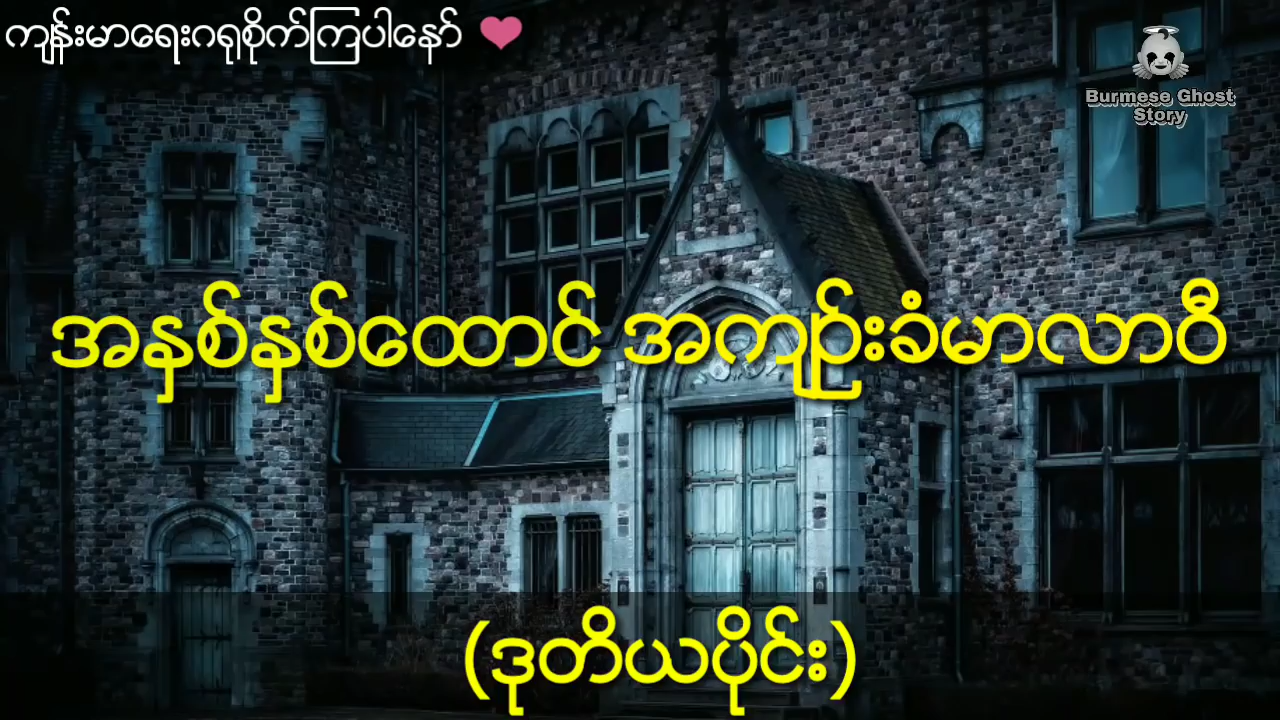 ကျန်းမာရေးဂရုစိုက်ကြပါနော် ❤
Burmese Ghost
Story
အနှစ်နှစ်ထောင် အကျဉ်းခံမာလာဝီ
(ဒုတိယပိုင်း)